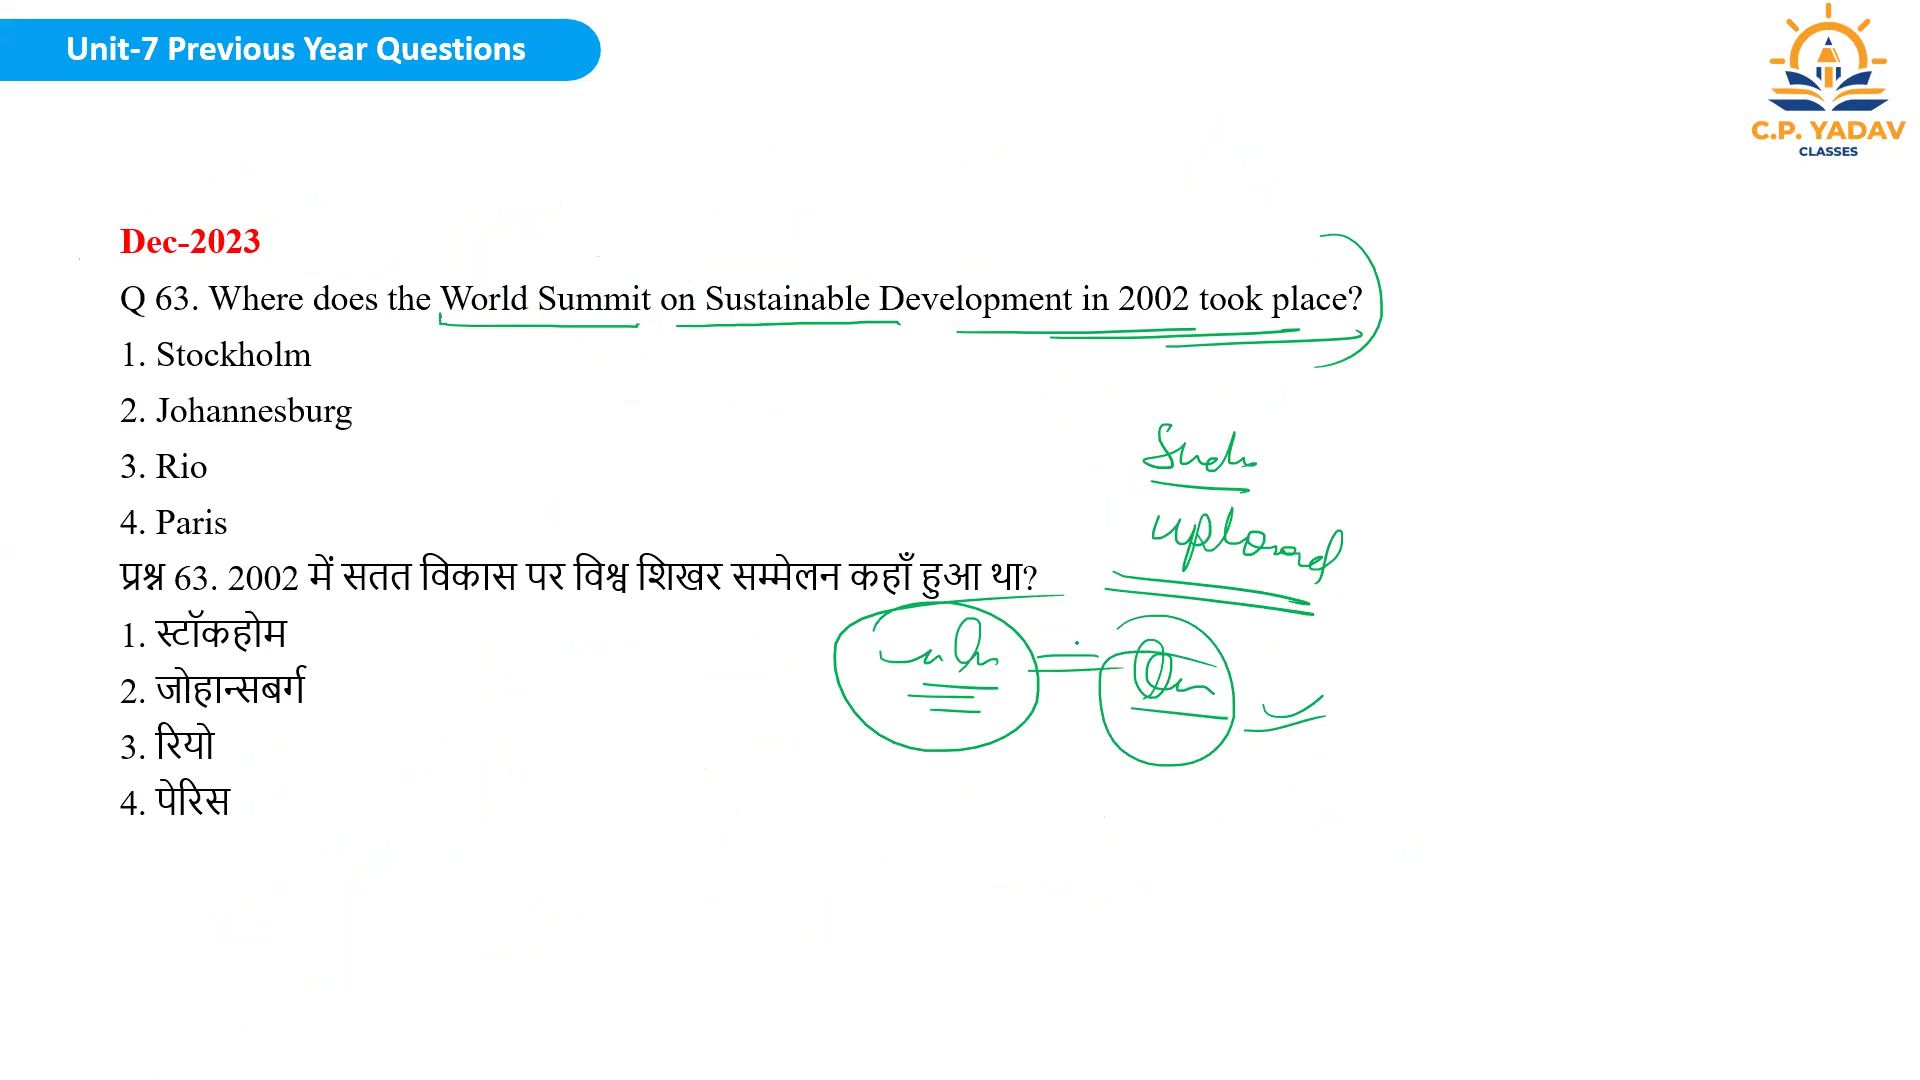 Unit-7 Previous Year Questions
C.P. YADAV
CLASSES
Dec-2023
Q 63. Where does the World Summit on Sustainable Development in 2002 took place?
1. Stockholm
2. Johannesburg
3. Rio
4. Paris
upload
प्रश्न 63. 2002 में सतत विकास पर विश्व शिखर सम्मेलन कहाँ हुआ था?
1. स्टॉकहोम
2. जोहान्सबर्ग
3. रियो
4. पेरिस